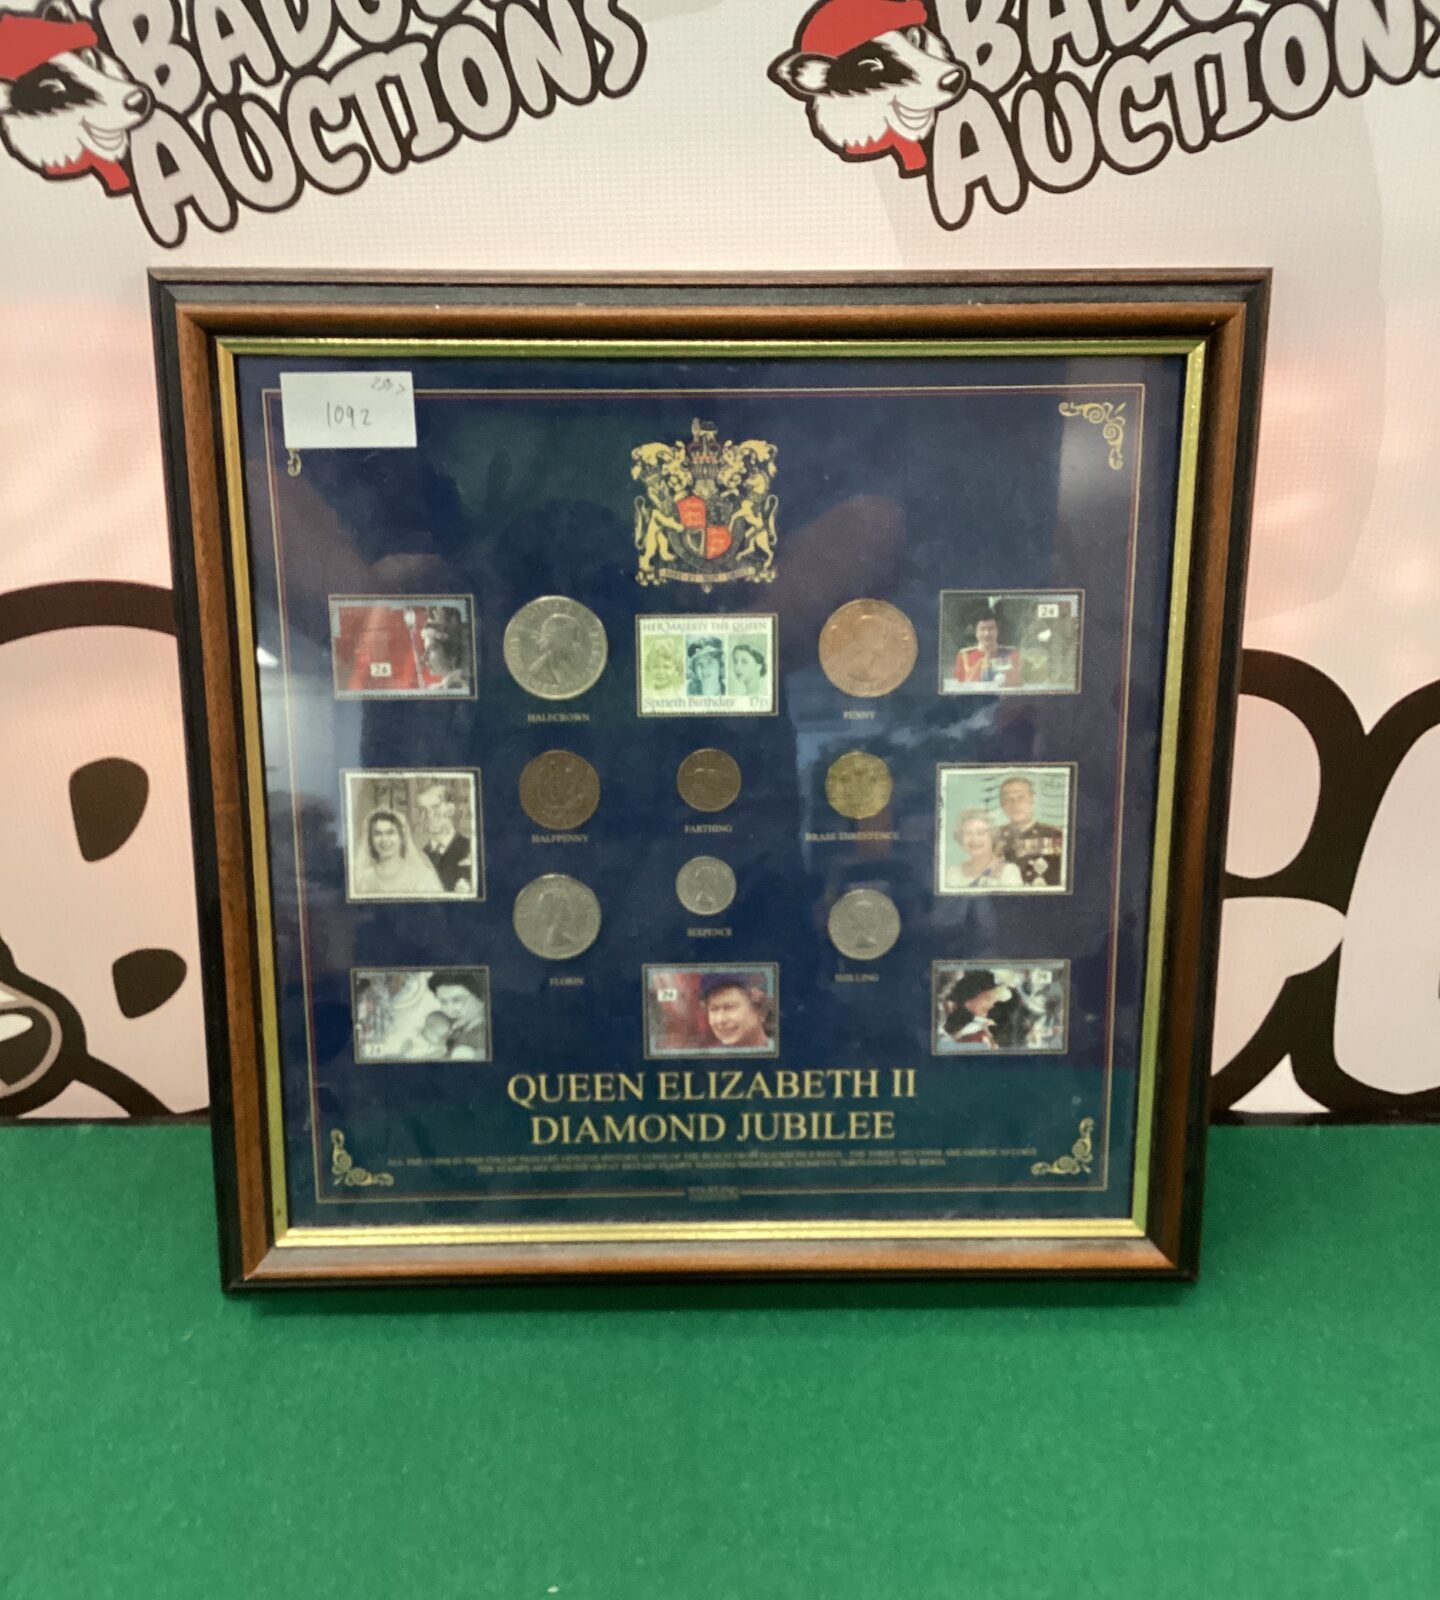 BADGER
AUCTIONS
BADGER
AUCTIONS
1092
HER MAJESTY THE QUEEN
Sixtieth Birthday 17p
24
24
HALFCROWN
PENNY
HALFPENNY
FARTHING
BRASS THREEPENCE
SIXPENCE
FLORIN
SHILLING
24
24
24
QUEEN ELIZABETH II
DIAMOND JUBILEE